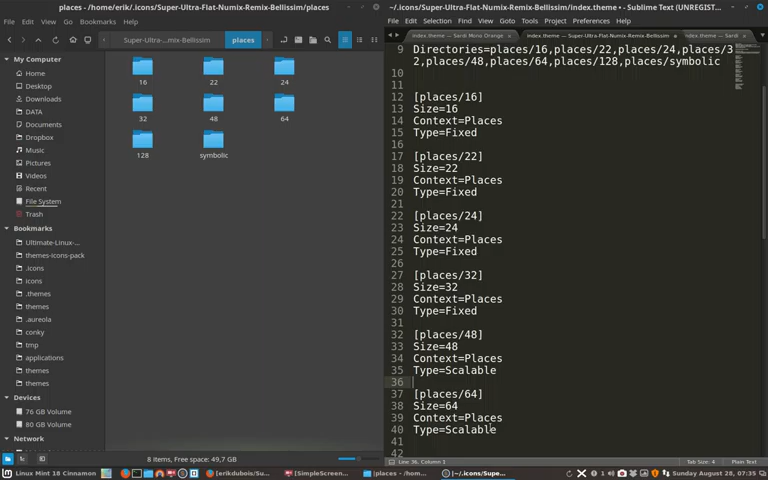 places - /home/erik/.icons/Super-Ultra-Flat-Numix-Remix-Bellissim/places
File Edit View Go Bookmarks Help
Super-Ultra-...-mix-Bellissim
places
My Computer
Home
Desktop
Downloads
DATA
Documents
Dropbox
Music
Pictures
Videos
Recent
File System
Trash
Bookmarks
Ultimate-Linux-...
themes-icons-pack
.icons
icons
.themes
themes
.aureola
conky
tmp
applications
themes
themes
Devices
76 GB Volume
80 GB Volume
Network
16
22
24
32
48
64
128
symbolic
8 items, Free space: 49,7 GB
~/.icons/Super-Ultra-Flat-Numix-Remix-Bellissim/index.theme • - Sublime Text (UNREGIST...
File Edit Selection Find View Goto Tools Project Preferences Help
index.theme — Sardi Mono Orange
index.theme — Super-Ultra-Flat-Numix-Remix-Bellissim
index.theme — Sardi
9 Directories=places/16,places/22,places/24,places/3
2,places/48,places/64,places/128,places/symbolic
10
11
12 [places/16]
13 Size=16
14 Context=Places
15 Type=Fixed
16
17 [places/22]
18 Size=22
19 Context=Places
20 Type=Fixed
21
22 [places/24]
23 Size=24
24 Context=Places
25 Type=Fixed
26
27 [places/32]
28 Size=32
29 Context=Places
30 Type=Fixed
31
32 [places/48]
33 Size=48
34 Context=Places
35 Type=Scalable
36
37 [places/64]
38 Size=64
39 Context=Places
40 Type=Scalable
41
42
Line 36, Column 1
Tab Size: 4
Plain Text
Linux Mint 18 Cinnamon
[erikdubois/Su...
[SimpleScreen...
places - /hom...
~/.icons/Supe...
1
Sunday August 28, 07:35